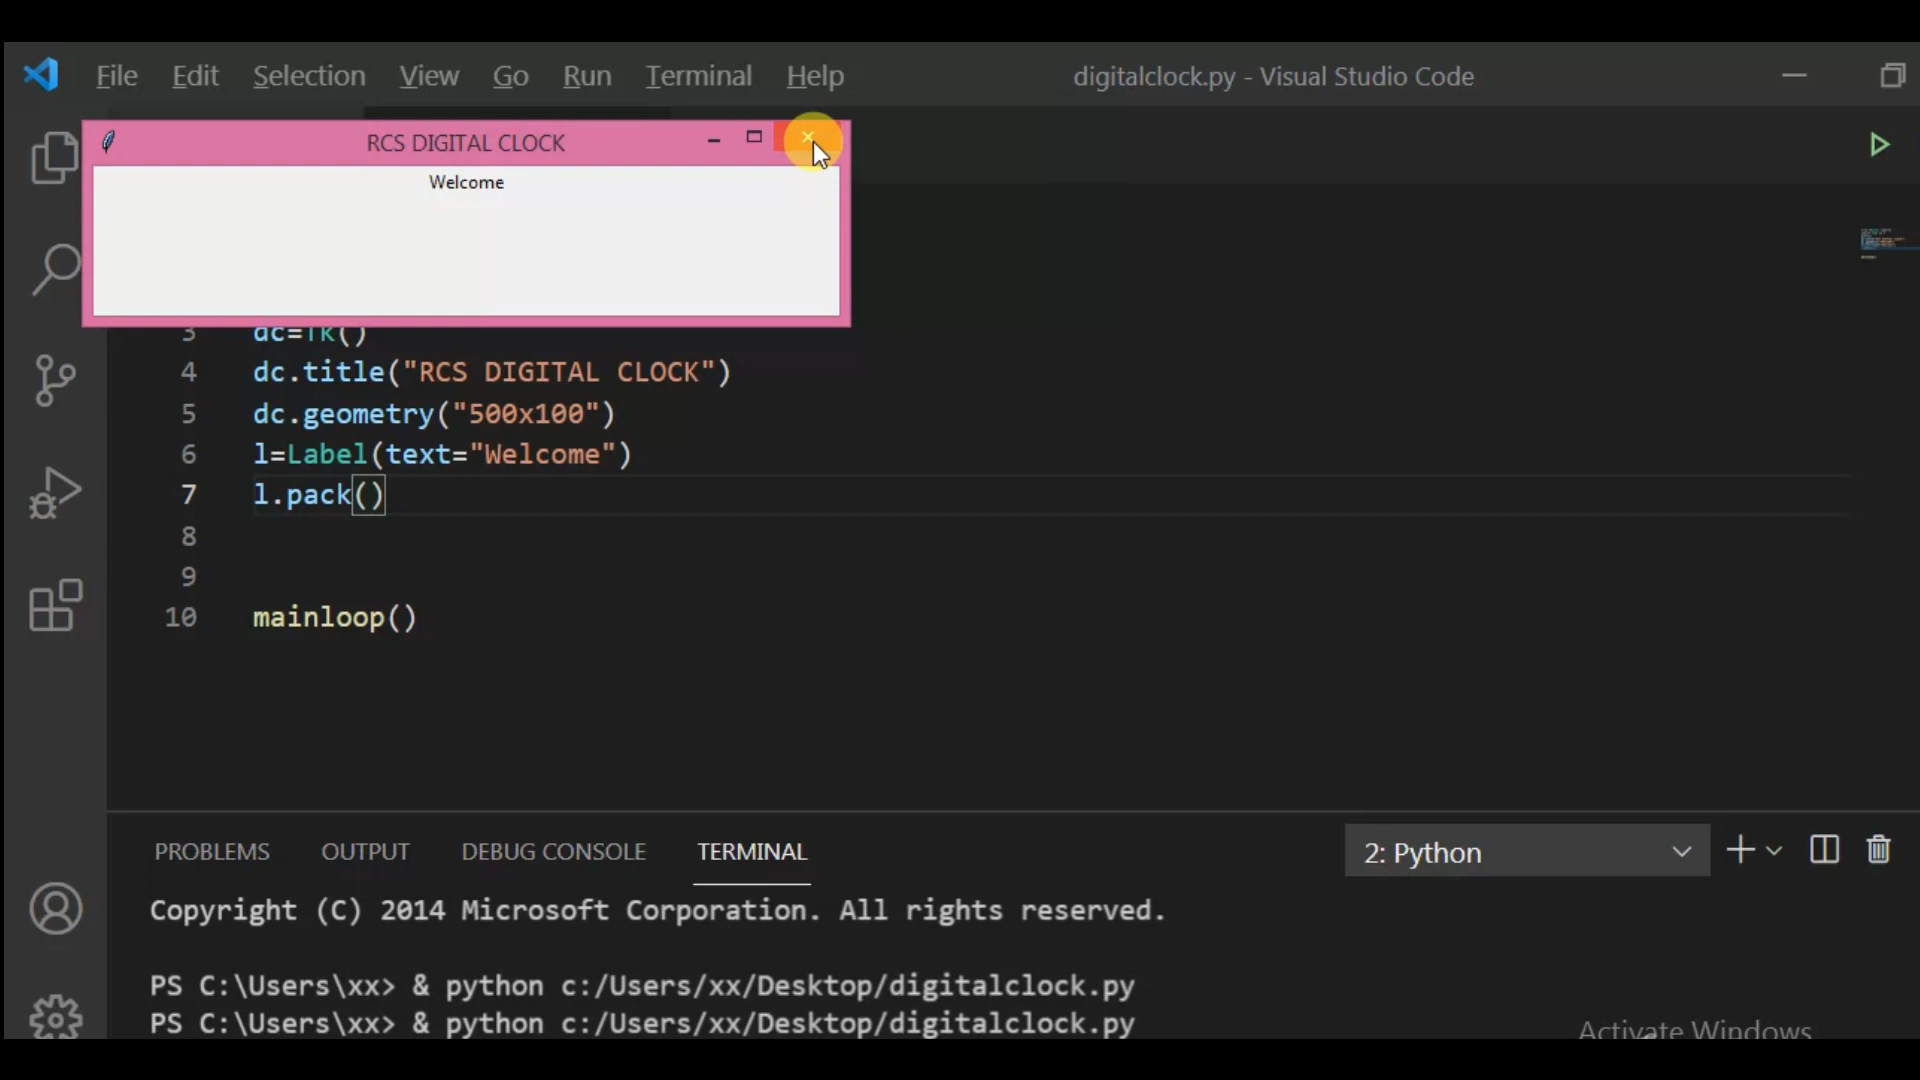 File Edit Selection View Go Run Terminal Help digitalclock.py - Visual Studio Code
RCS DIGITAL CLOCK
Welcome
3 dc=Tk()
4 dc.title("RCS DIGITAL CLOCK")
5 dc.geometry("500x100")
6 l=Label(text="Welcome")
7 l.pack()
8
9
10 mainloop()
PROBLEMS OUTPUT DEBUG CONSOLE TERMINAL 2: Python
Copyright (C) 2014 Microsoft Corporation. All rights reserved.
PS C:\Users\xx> & python c:/Users/xx/Desktop/digitalclock.py
PS C:\Users\xx> & python c:/Users/xx/Desktop/digitalclock.py
Activate Windows